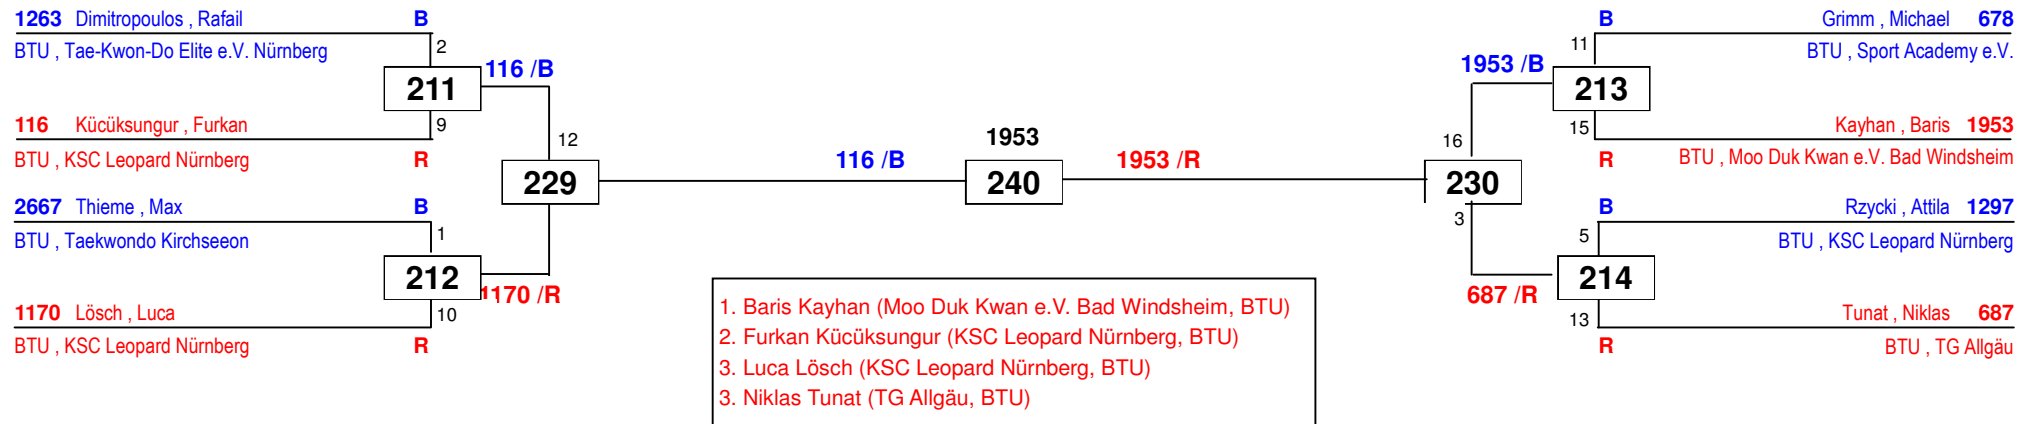 1263 Dimitropoulos , Rafail B
BTU , Tae-Kwon-Do Elite e.V. Nürnberg
2
211
116 /B
9
116 Kücüksungur , Furkan
BTU , KSC Leopard Nürnberg R
12
229
2667 Thieme , Max B
BTU , Taekwondo Kirchseeon
1
212
1170 /R
10
1170 Lösch , Luca
BTU , KSC Leopard Nürnberg R
116 /B
1953
240
1953 /R
B Grimm , Michael 678
BTU , Sport Academy e.V.
11
1953 /B
213
15
Kayhan , Baris 1953
R BTU , Moo Duk Kwan e.V. Bad Windsheim
16
230
3
B Rzycki , Attila 1297
BTU , KSC Leopard Nürnberg
5
214
687 /R
13
Tunat , Niklas 687
R BTU , TG Allgäu
1. Baris Kayhan (Moo Duk Kwan e.V. Bad Windsheim, BTU)
2. Furkan Kücüksungur (KSC Leopard Nürnberg, BTU)
3. Luca Lösch (KSC Leopard Nürnberg, BTU)
3. Niklas Tunat (TG Allgäu, BTU)